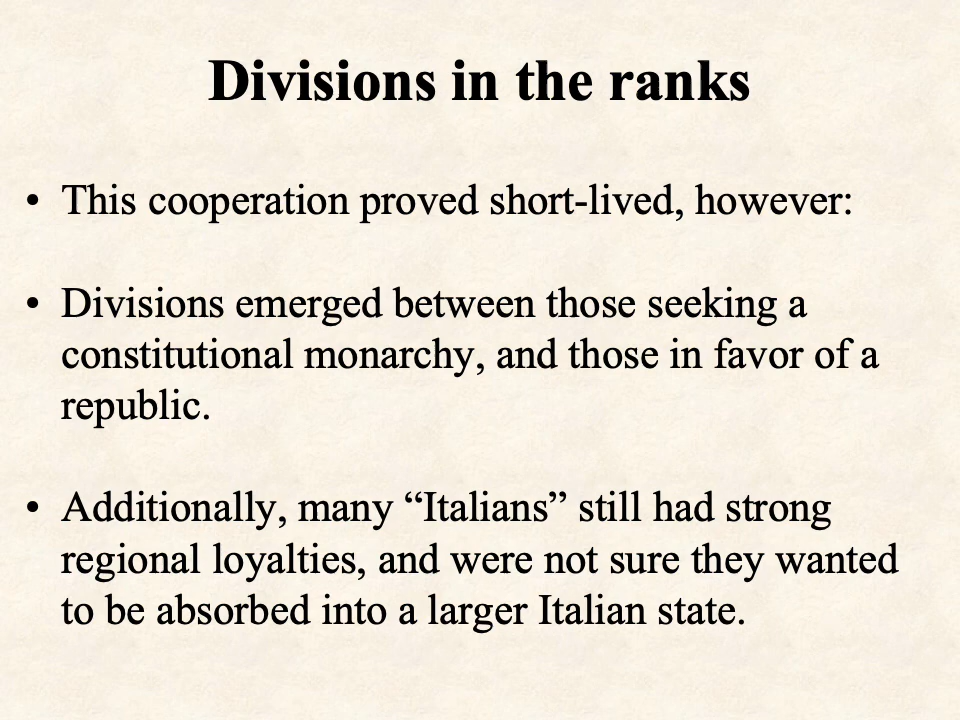 Divisions in the ranks
• This cooperation proved short-lived, however:
• Divisions emerged between those seeking a
constitutional monarchy, and those in favor of a
republic.
• Additionally, many “Italians” still had strong
regional loyalties, and were not sure they wanted
to be absorbed into a larger Italian state.